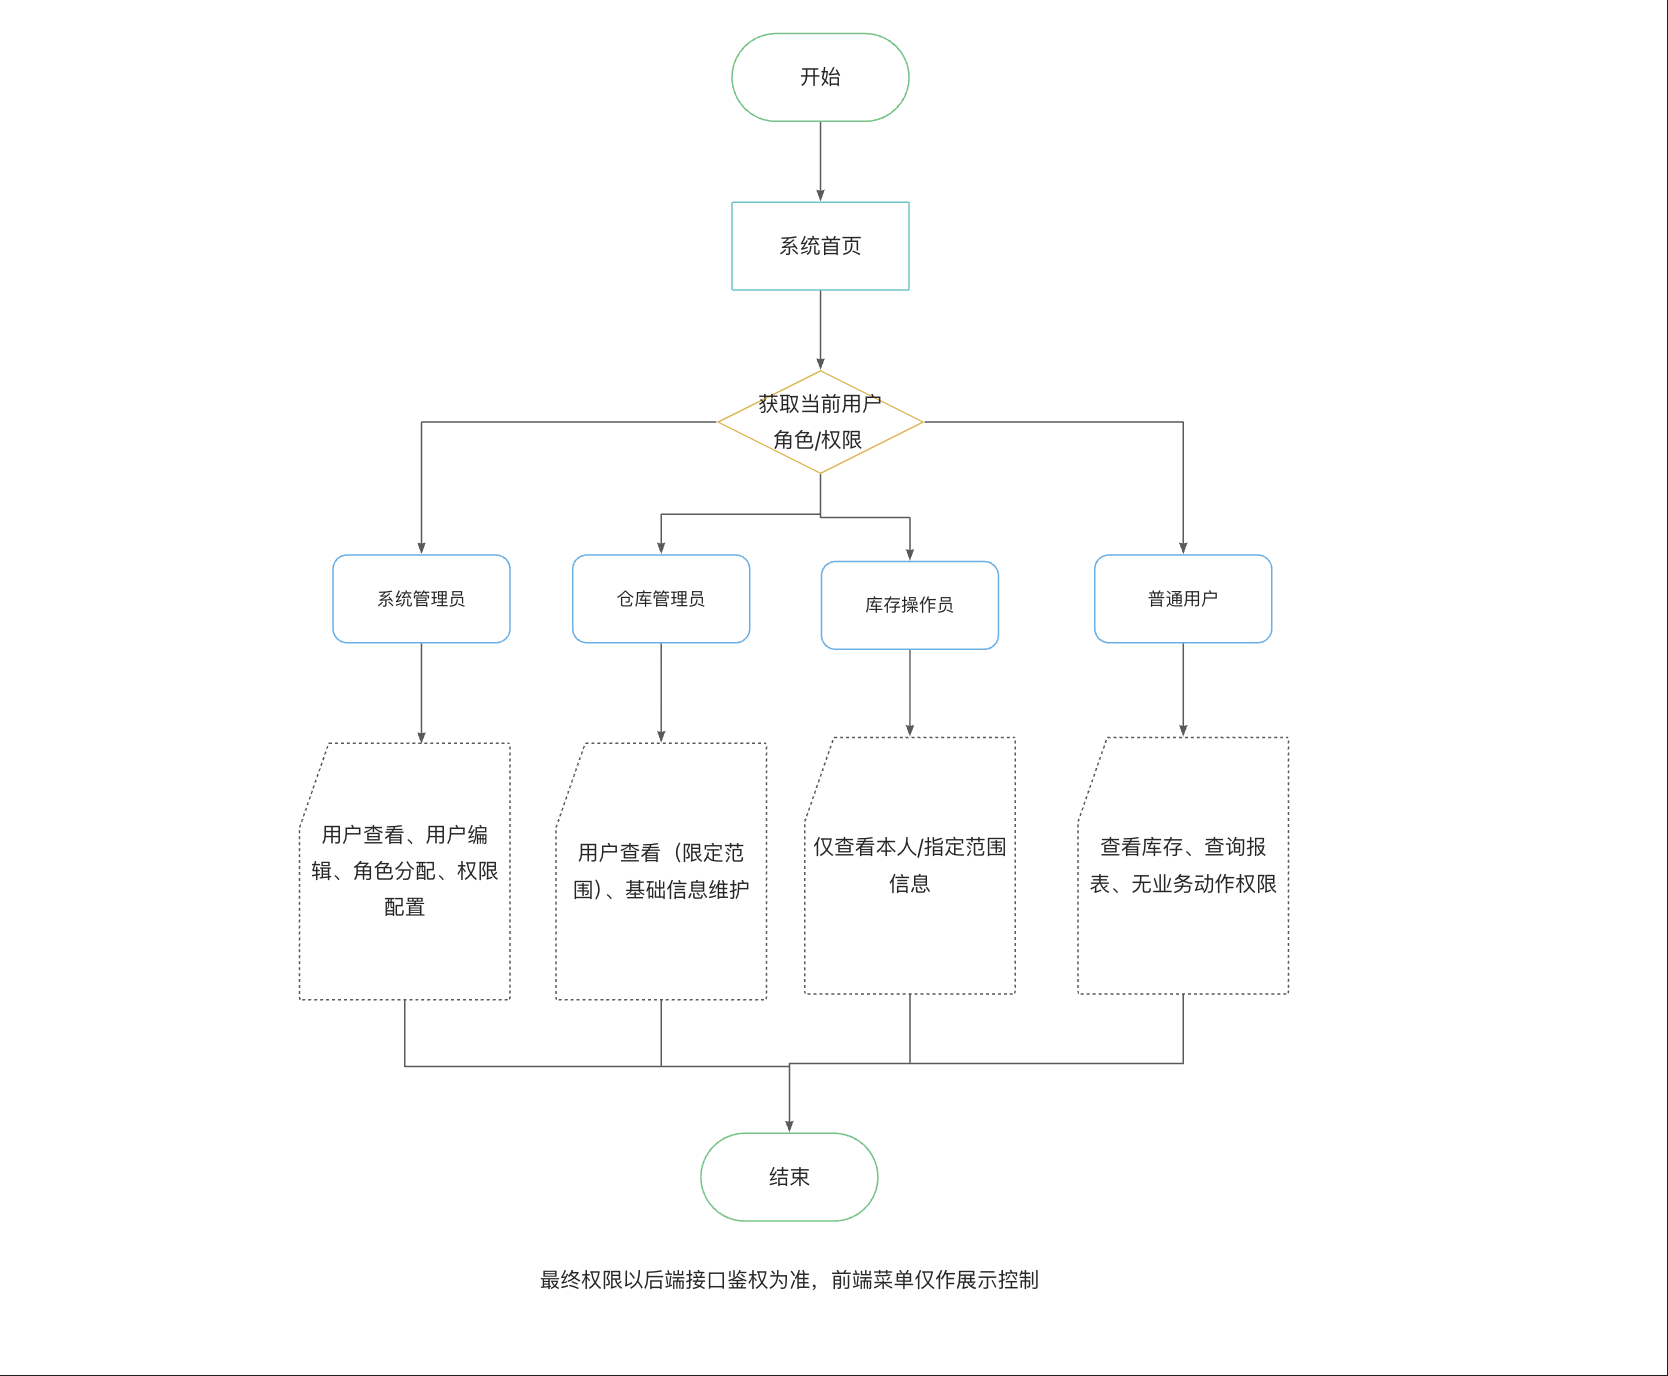 开始
系统首页
获取当前用户
角色/权限
系统管理员
仓库管理员
库存操作员
普通用户
用户查看、用户编
辑、角色分配、权限
配置
用户查看（限定范
围）、基础信息维护
仅查看本人/指定范围
信息
查看库存、查询报
表、无业务动作权限
结束
最终权限以后端接口鉴权为准，前端菜单仅作展示控制